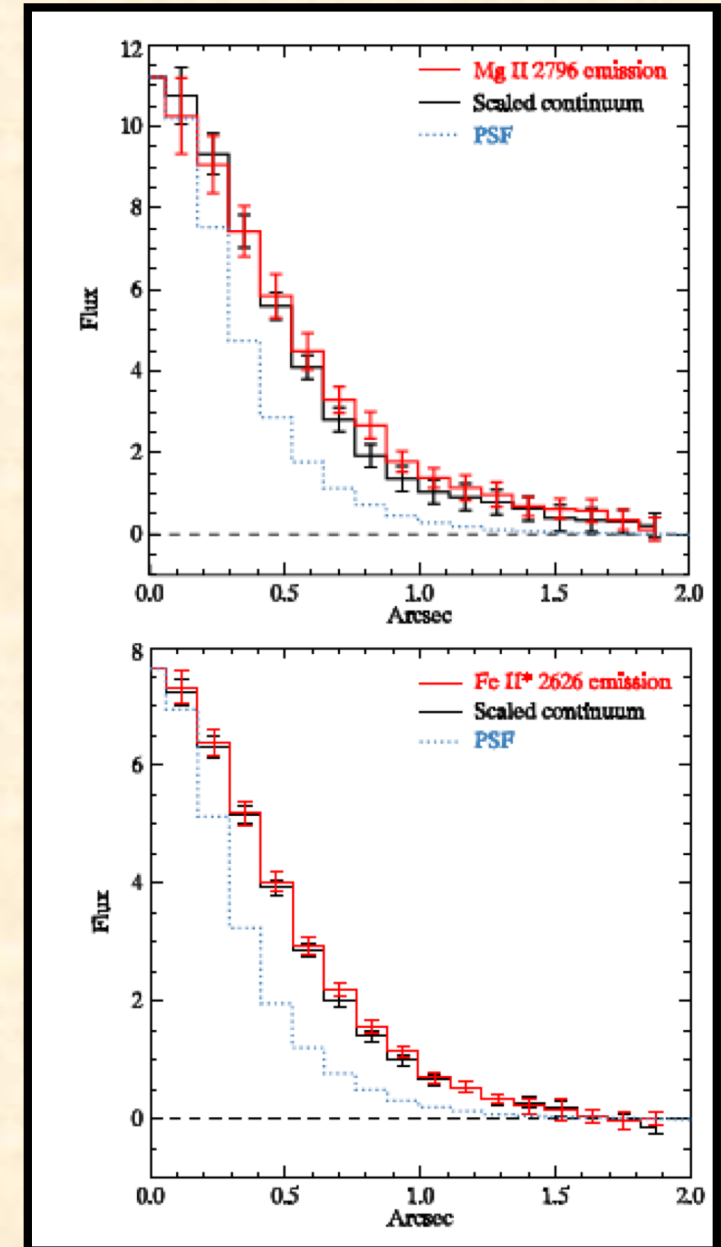 12
10
8
6
4
2
0
Flux
Mg II 2796 emission
Scaled continuum
PSF
0.0 0.5 1.0 1.5 2.0
Arcsec
8
6
4
2
0
Flux
Fe II* 2626 emission
Scaled continuum
PSF
0.0 0.5 1.0 1.5 2.0
Arcsec